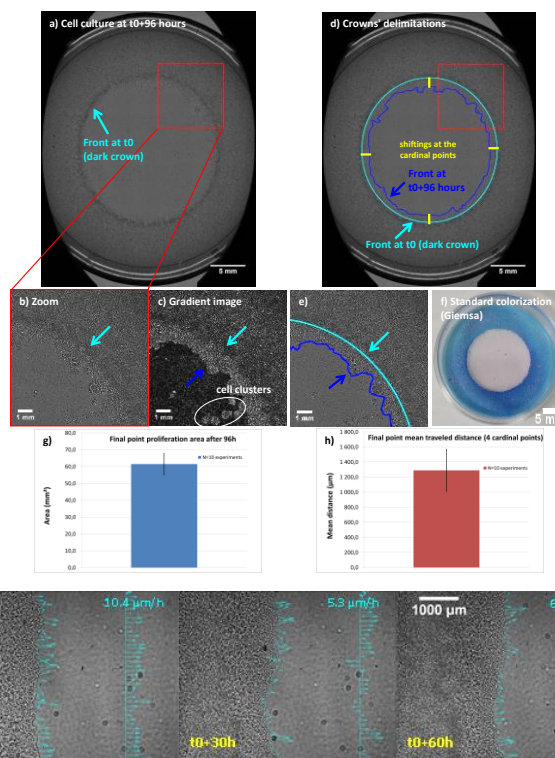 a) Cell culture at t0+96 hours
Front at t0
(dark crown)
5 mm
d) Crowns' delimitations
shiftings at the
cardinal points
Front at
t0+96 hours
Front at t0 (dark crown)
5 mm
b) Zoom
1 mm
c) Gradient image
cell clusters
1 mm
e)
1 mm
f) Standard colorization
(Giemsa)
5 m
g)
Final point proliferation area after 96h
Area (mm²)
80,0
70,0
60,0
50,0
40,0
30,0
20,0
10,0
0,0
N=10 experiments
h)
Final point mean traveled distance (4 cardinal points)
Mean distance (µm)
1 800,0
1 600,0
1 400,0
1 200,0
1 000,0
800,0
600,0
400,0
200,0
0,0
N=10 experiments
10.4 µm/h
5.3 µm/h
t0+30h
1000 µm
6
t0+60h